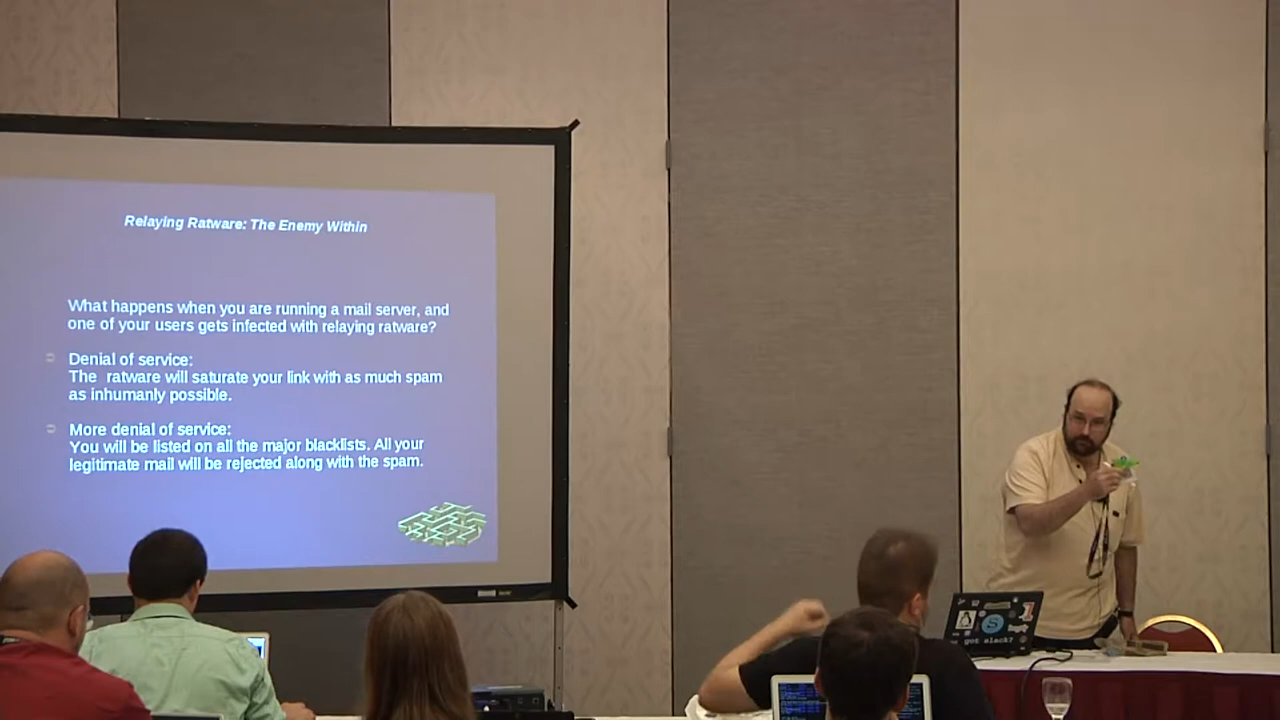 Relaying Ratware: The Enemy Within
What happens when you are running a mail server, and
one of your users gets infected with relaying ratware?
Denial of service:
The ratware will saturate your link with as much spam
as inhumanly possible.
More denial of service:
You will be listed on all the major blacklists. All your
legitimate mail will be rejected along with the spam.
S
got slack?